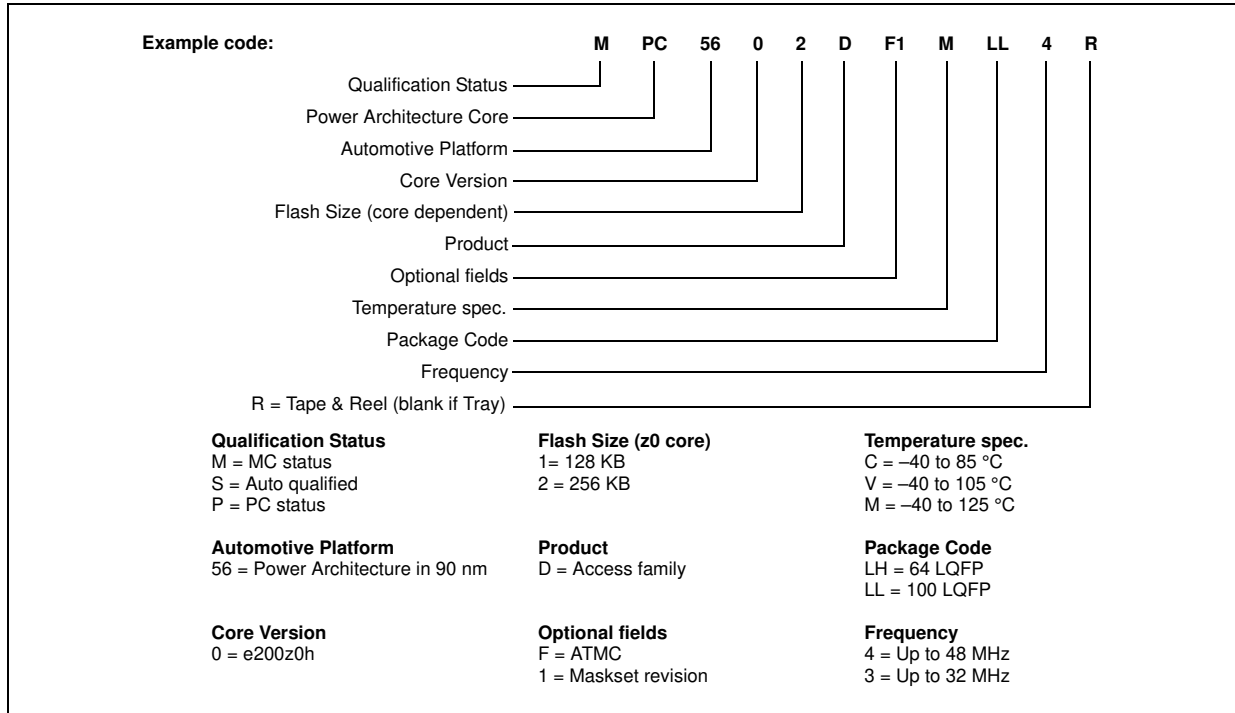 Example code: M PC 56 0 2 D F1 M LL 4 R
Qualification Status
Power Architecture Core
Automotive Platform
Core Version
Flash Size (core dependent)
Product
Optional fields
Temperature spec.
Package Code
Frequency
R = Tape & Reel (blank if Tray)
Qualification Status
M = MC status
S = Auto qualified
P = PC status
Flash Size (z0 core)
1= 128 KB
2 = 256 KB
Temperature spec.
C = –40 to 85 °C
V = –40 to 105 °C
M = –40 to 125 °C
Automotive Platform
56 = Power Architecture in 90 nm
Product
D = Access family
Package Code
LH = 64 LQFP
LL = 100 LQFP
Core Version
0 = e200z0h
Optional fields
F = ATMC
1 = Maskset revision
Frequency
4 = Up to 48 MHz
3 = Up to 32 MHz